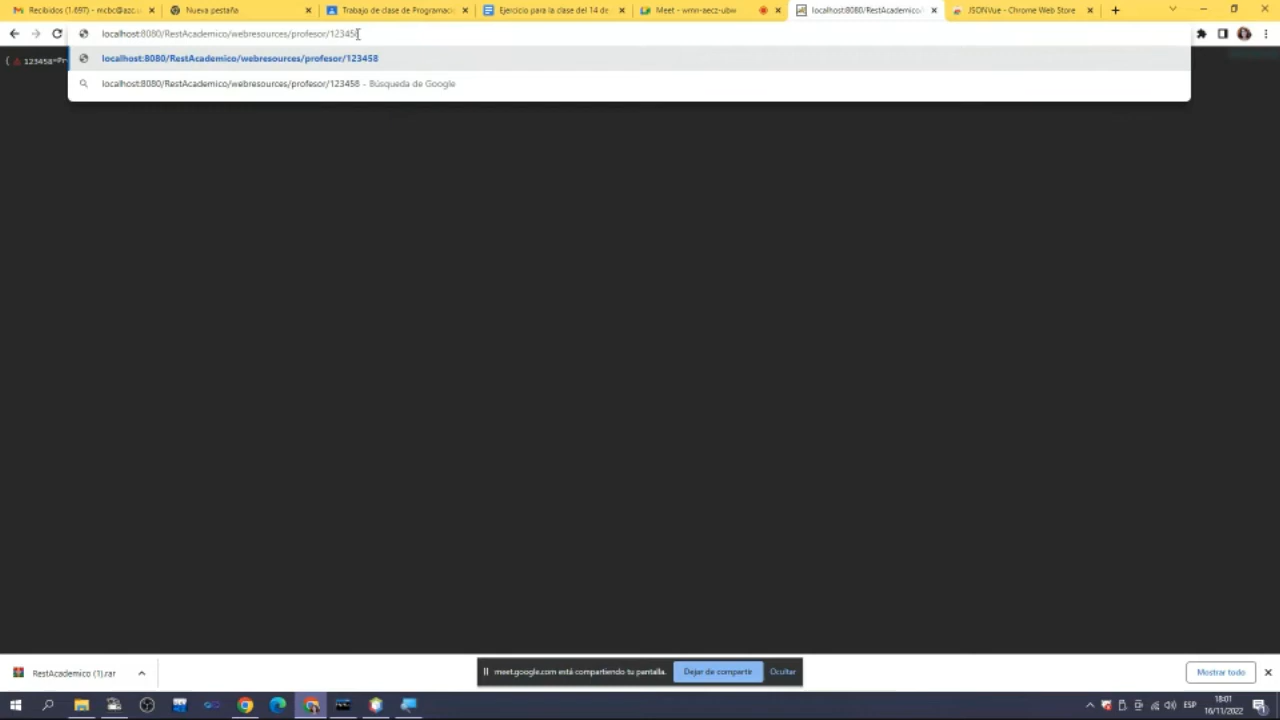 Recibidos (1.697) - mcbc@azc.u
Nueva pestaña
Trabajo de clase de Programació
Ejercicio para la clase del 14 de
Meet - wmn-aecz-ubw
localhost:8080/RestAcademico/
JSONVue - Chrome Web Store
localhost:8080/RestAcademico/webresources/profesor/123458
{ 123458=Pr
localhost:8080/RestAcademico/webresources/profesor/123458
localhost:8080/RestAcademico/webresources/profesor/123458 - Búsqueda de Google
RestAcademico (1).rar
meet.google.com está compartiendo tu pantalla.
Dejar de compartir
Ocultar
Mostrar todo
ESP
18:01
16/11/2022